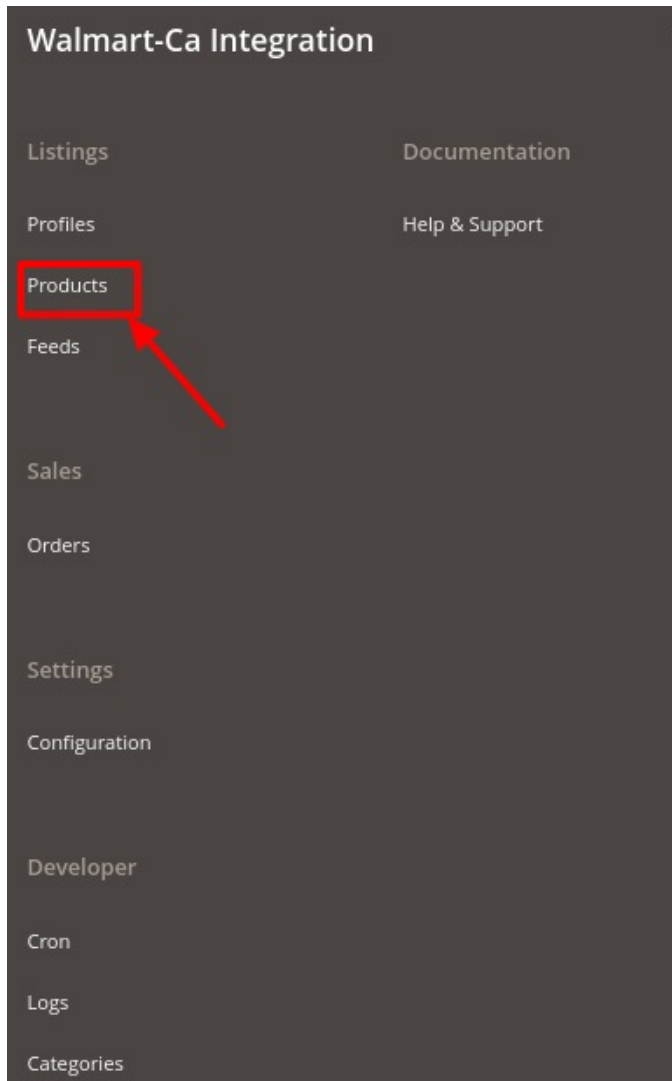 Walmart-Ca Integration
Listings
Profiles
Products
Feeds
Sales
Orders
Settings
Configuration
Developer
Cron
Logs
Categories
Documentation
Help & Support